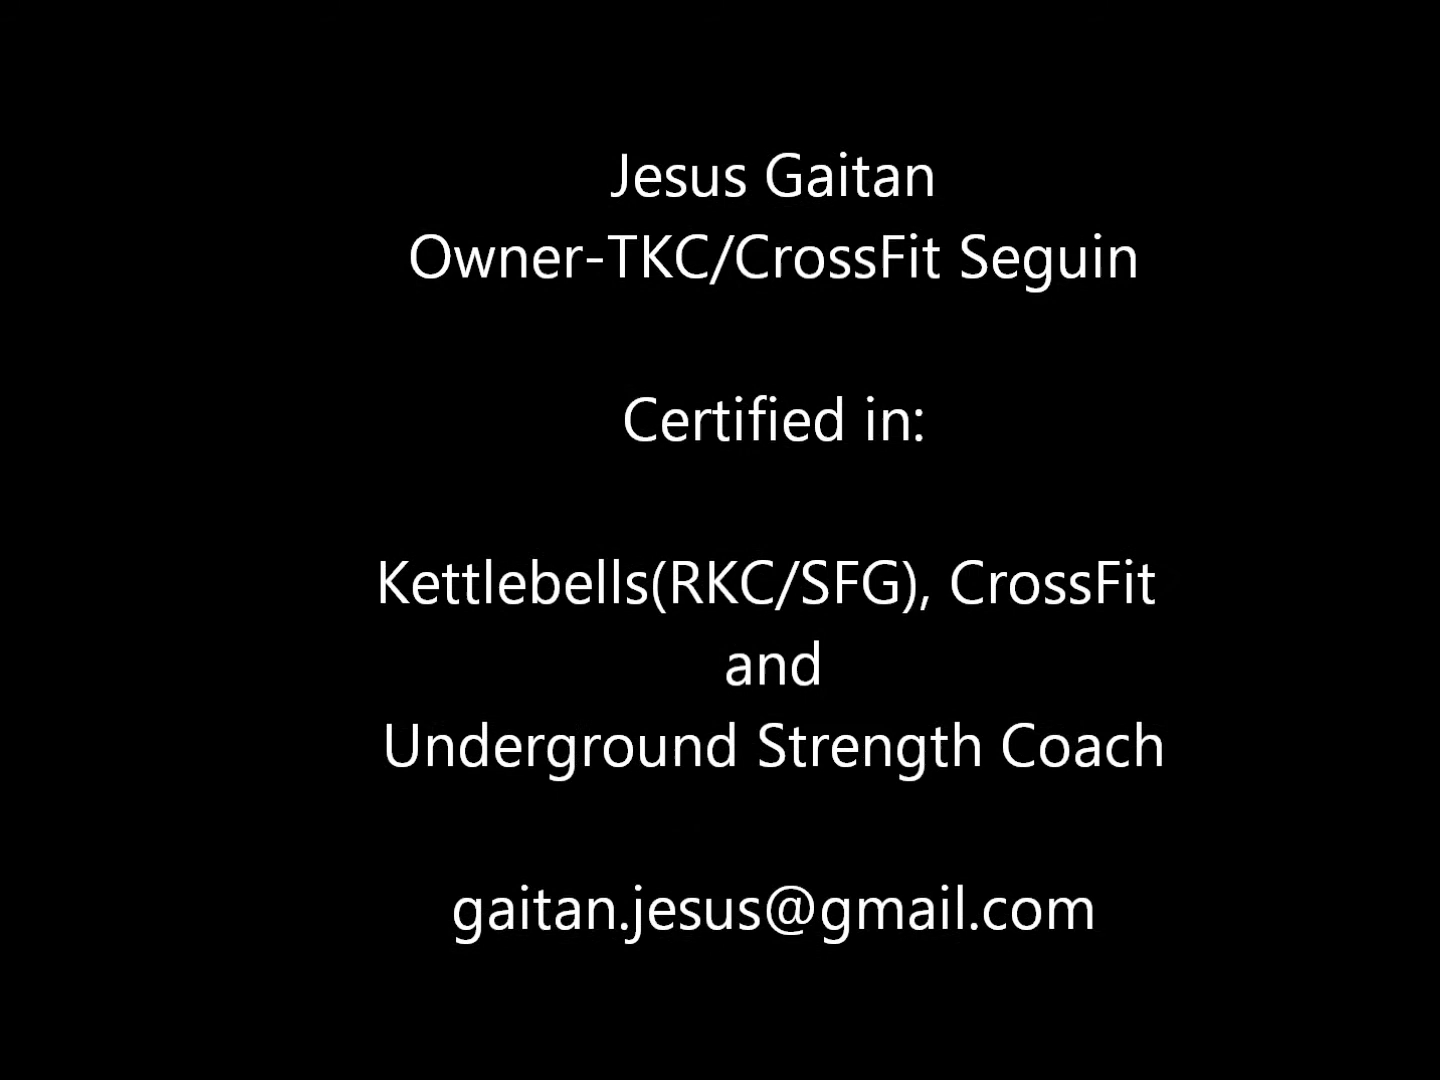 Jesus Gaitan
Owner-TKC/CrossFit Seguin
Certified in:
Kettlebells(RKC/SFG), CrossFit
and
Underground Strength Coach
gaitan.jesus@gmail.com